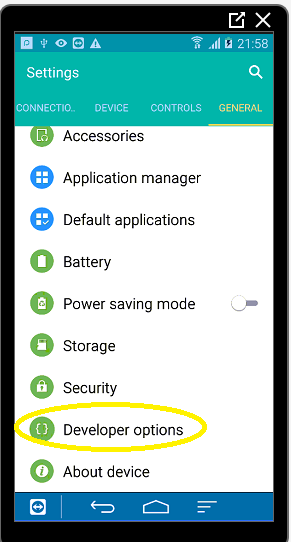 21:58
Settings
CONNECTIO..
DEVICE
CONTROLS
GENERAL
Accessories
Application manager
Default applications
Battery
Power saving mode
Storage
Security
Developer options
About device